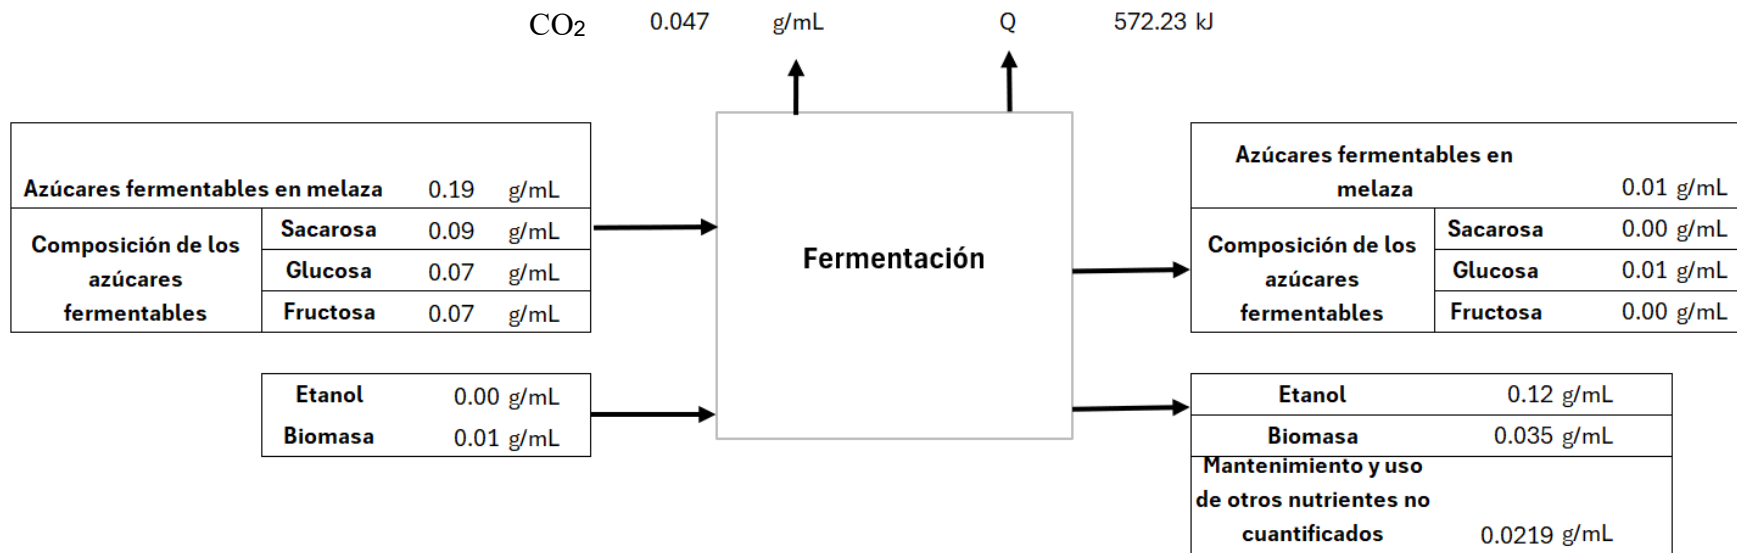 CO2 0.047 g/mL Q 572.23 kJ
Azúcares fermentables en melaza 0.19 g/mL
Composición de los azúcares fermentables
Sacarosa 0.09 g/mL
Glucosa 0.07 g/mL
Fructosa 0.07 g/mL
Etanol 0.00 g/mL
Biomasa 0.01 g/mL
Fermentación
Azúcares fermentables en
melaza 0.01 g/mL
Composición de los
azúcares
fermentables
Sacarosa 0.00 g/mL
Glucosa 0.01 g/mL
Fructosa 0.00 g/mL
Etanol 0.12 g/mL
Biomasa 0.035 g/mL
Mantenimiento y uso
de otros nutrientes no
cuantificados 0.0219 g/mL